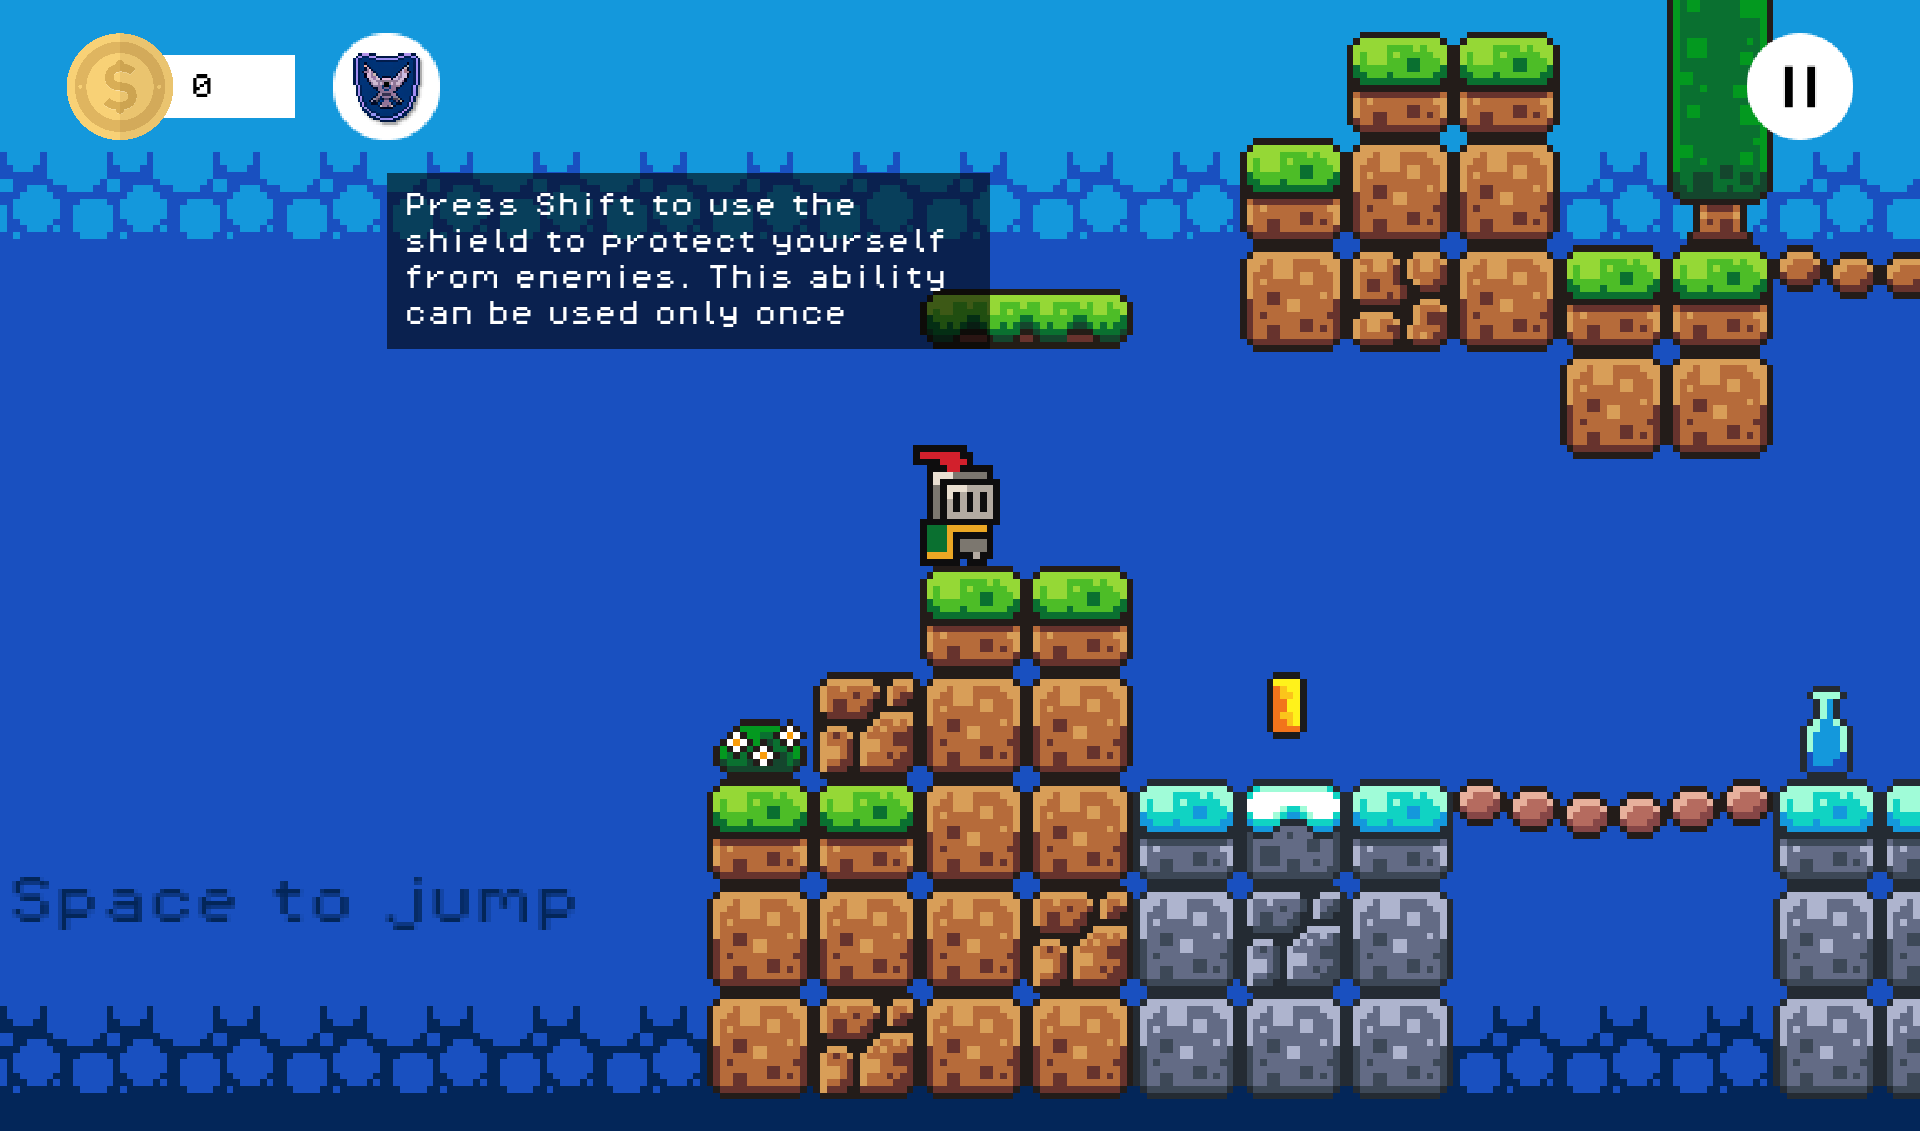 $
0
Press Shift to use the
shield to protect yourself
from enemies. This ability
can be used only once
Space to jump